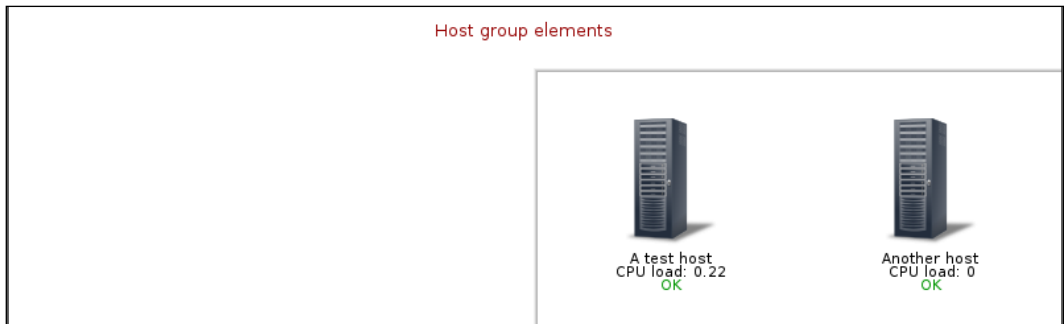 Host group elements
A test host
CPU load: 0.22
OK
Another host
CPU load: 0
OK